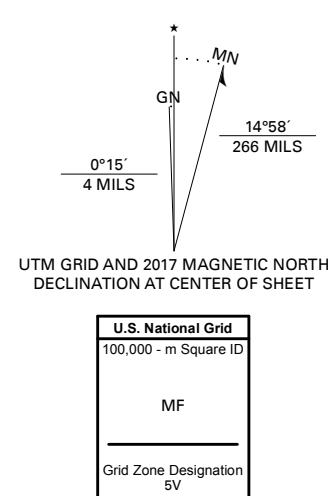 ★
MN
GN
14°58´
266 MILS
0°15´
4 MILS
UTM GRID AND 2017 MAGNETIC NORTH
DECLINATION AT CENTER OF SHEET
U.S. National Grid
100,000 - m Square ID
MF
Grid Zone Designation
5V